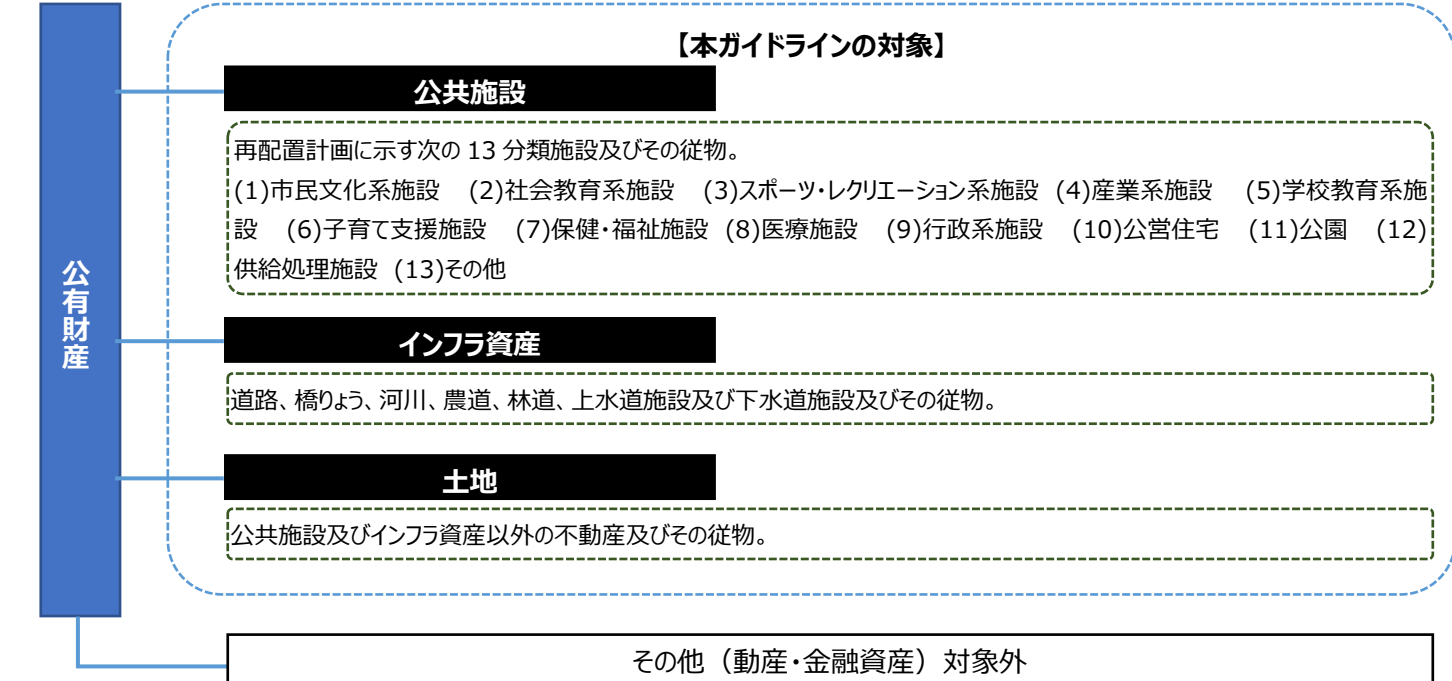 公有財産
【本ガイドラインの対象】
公共施設
再配置計画に示す次の 13 分類施設及びその従物。
(1)市民文化系施設 (2)社会教育系施設 (3)スポーツ・レクリエーション系施設 (4)産業系施設 (5)学校教育系施
設 (6)子育て支援施設 (7)保健・福祉施設 (8)医療施設 (9)行政系施設 (10)公営住宅 (11)公園 (12)
供給処理施設 (13)その他
インフラ資産
道路、橋りょう、河川、農道、林道、上水道施設及び下水道施設及びその従物。
土地
公共施設及びインフラ資産以外の不動産及びその従物。
その他（動産・金融資産）対象外